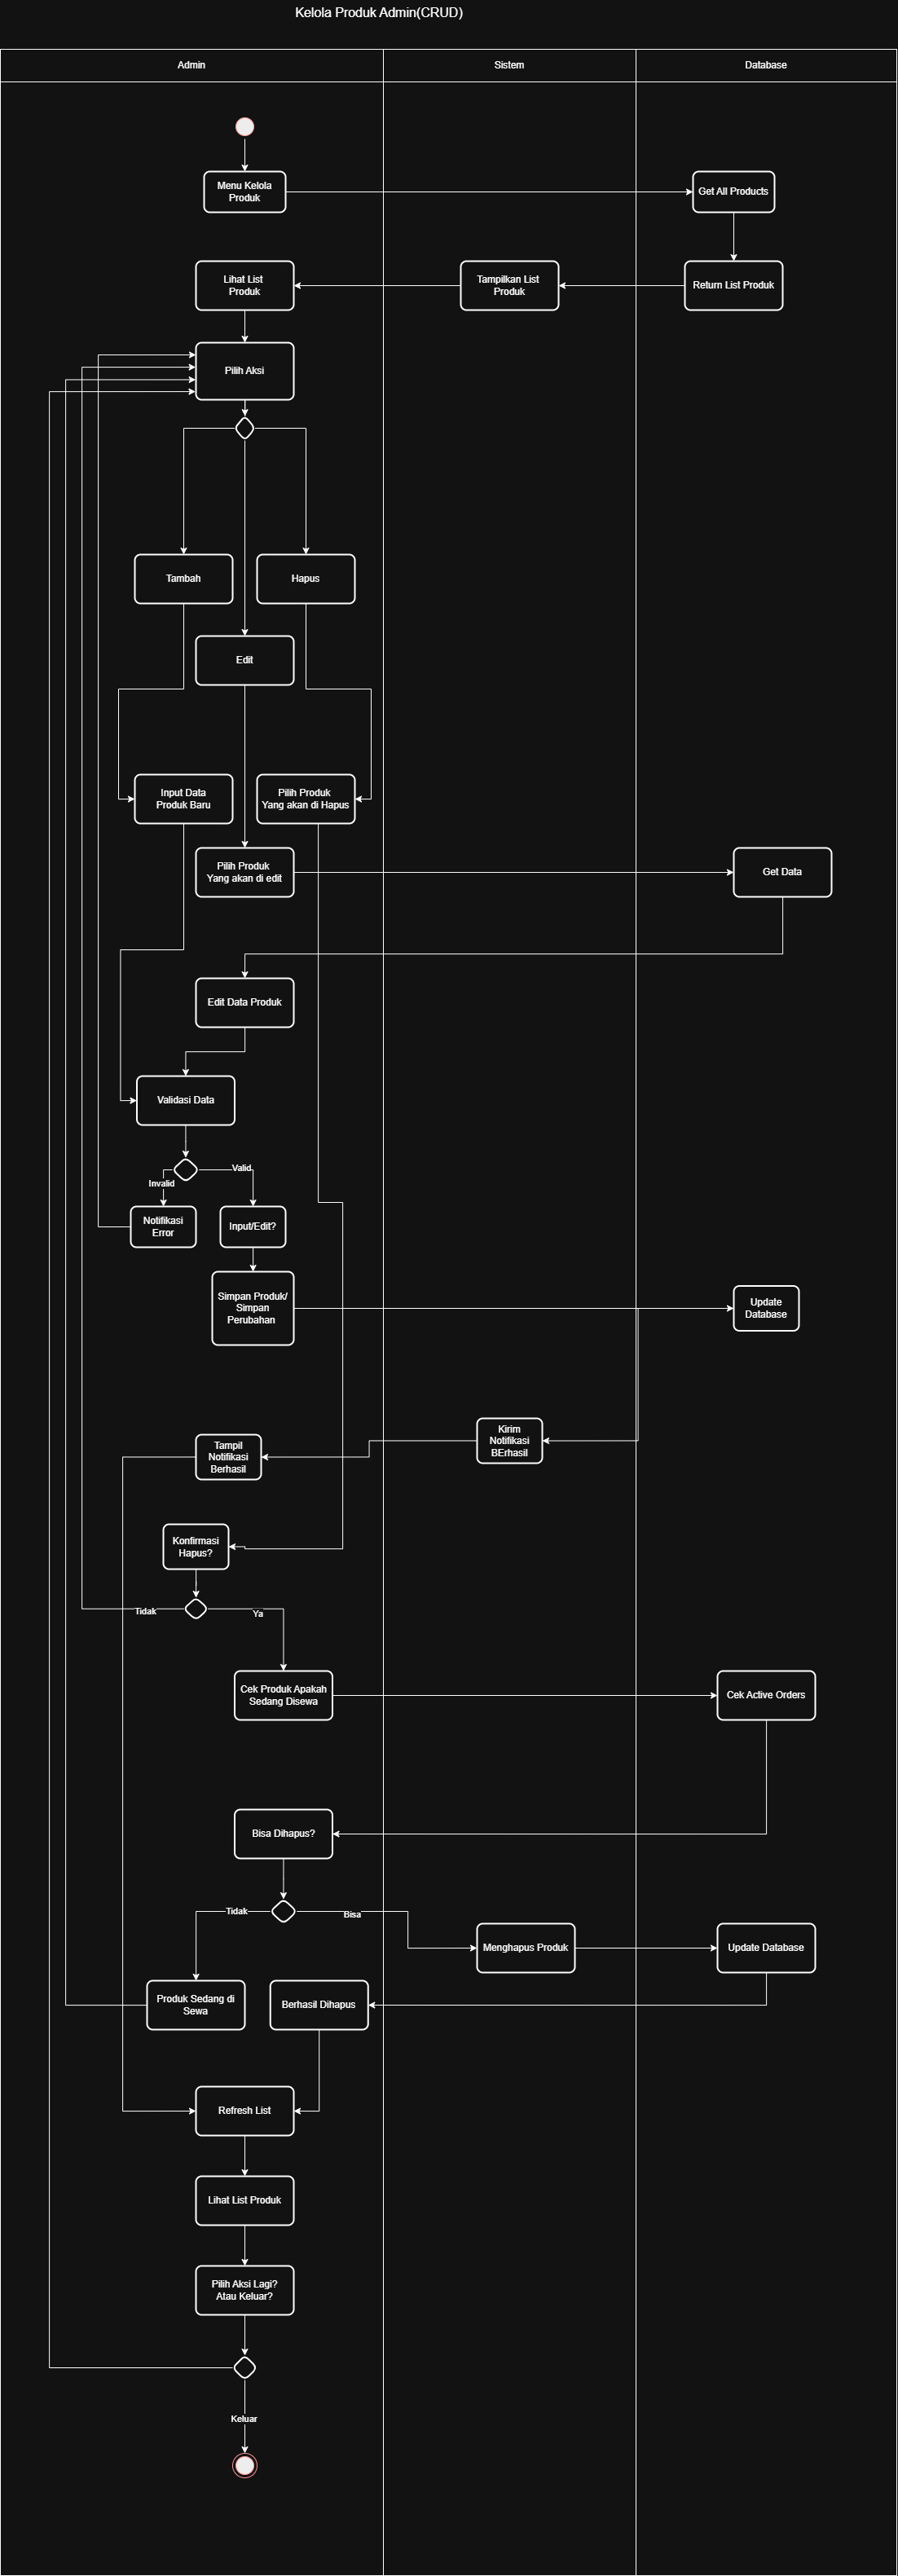 Kelola Produk Admin(CRUD)
Admin
Sistem
Database
Menu Kelola
Produk
Get All Products
Lihat List
Produk
Tampilkan List
Produk
Return List Produk
Pilih Aksi
Tambah
Hapus
Edit
Input Data
Produk Baru
Pilih Produk
Yang akan di Hapus
Pilih Produk
Yang akan di edit
Get Data
Edit Data Produk
Validasi Data
Valid
Invalid
Notifikasi
Error
Input/Edit?
Simpan Produk/
Simpan
Perubahan
Update
Database
Kirim
Notifikasi
BErhasil
Tampil
Notifikasi
Berhasil
Konfirmasi
Hapus?
Tidak
Ya
Cek Produk Apakah
Sedang Disewa
Cek Active Orders
Bisa Dihapus?
Tidak
Bisa
Menghapus Produk
Update Database
Produk Sedang di
Sewa
Berhasil Dihapus
Refresh List
Lihat List Produk
Pilih Aksi Lagi?
Atau Keluar?
Keluar